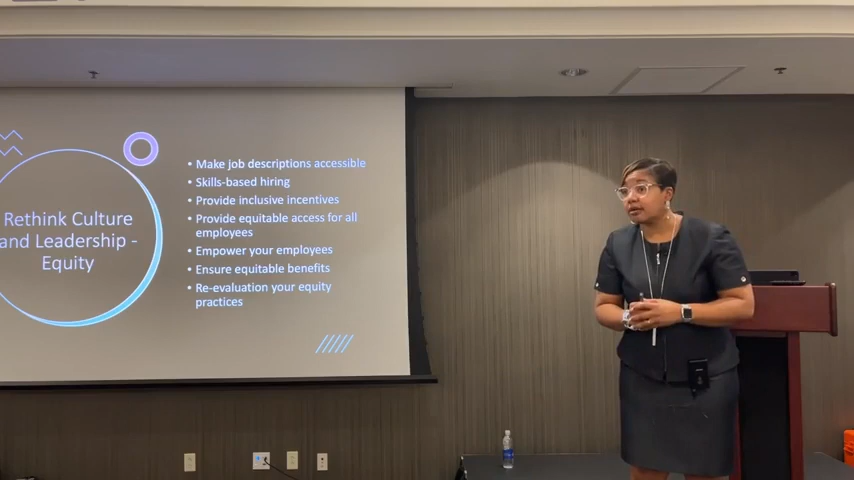 Rethink Culture
and Leadership -
Equity
• Make job descriptions accessible
• Skills-based hiring
• Provide inclusive incentives
• Provide equitable access for all
employees
• Empower your employees
• Ensure equitable benefits
• Re-evaluation your equity
practices